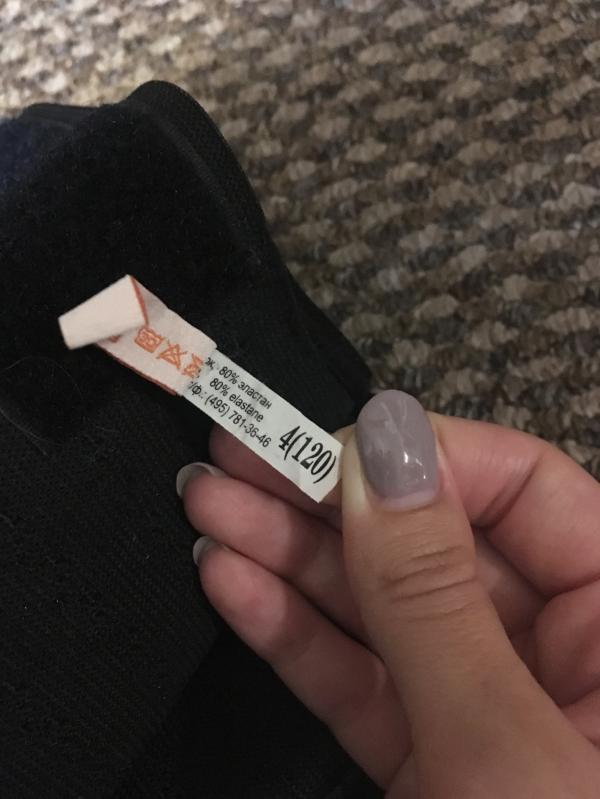 ж, 80% эластан
80% elastane
/ф.: (495) 781-36-46
4(120)